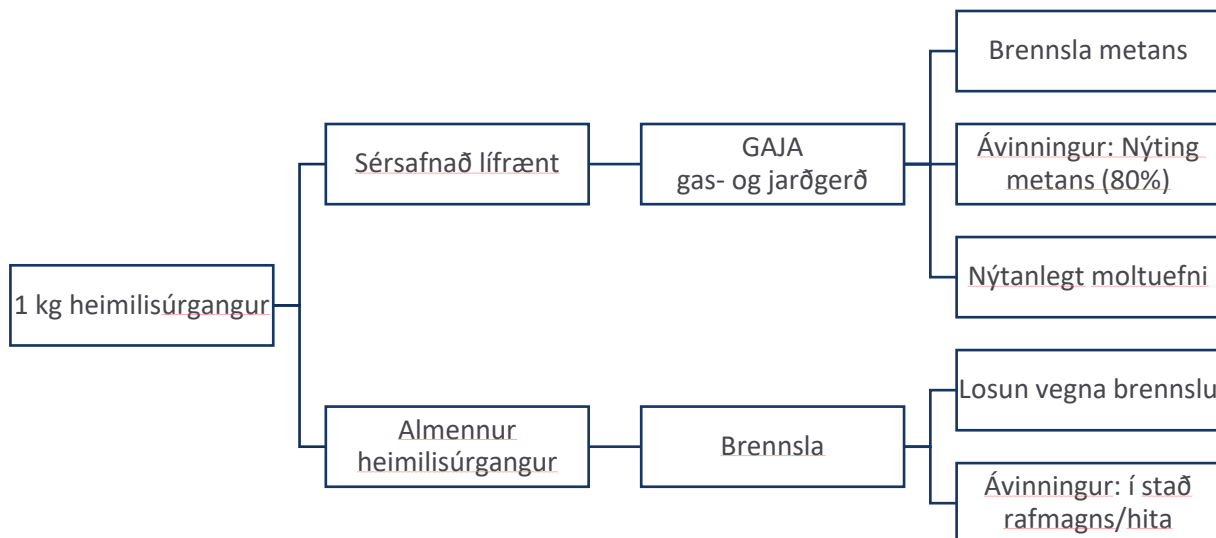 1 kg heimilisúrgangur
Sérsafnað lífrænt
GAJA
gas- og jarðgerð
Brennsla metans
Ávinningur: Nýting
metans (80%)
Nýtanlegt moltuefni
Almennur
heimilisúrgangur
Brennsla
Losun vegna brennslu
Ávinningur: í stað
rafmagns/hita